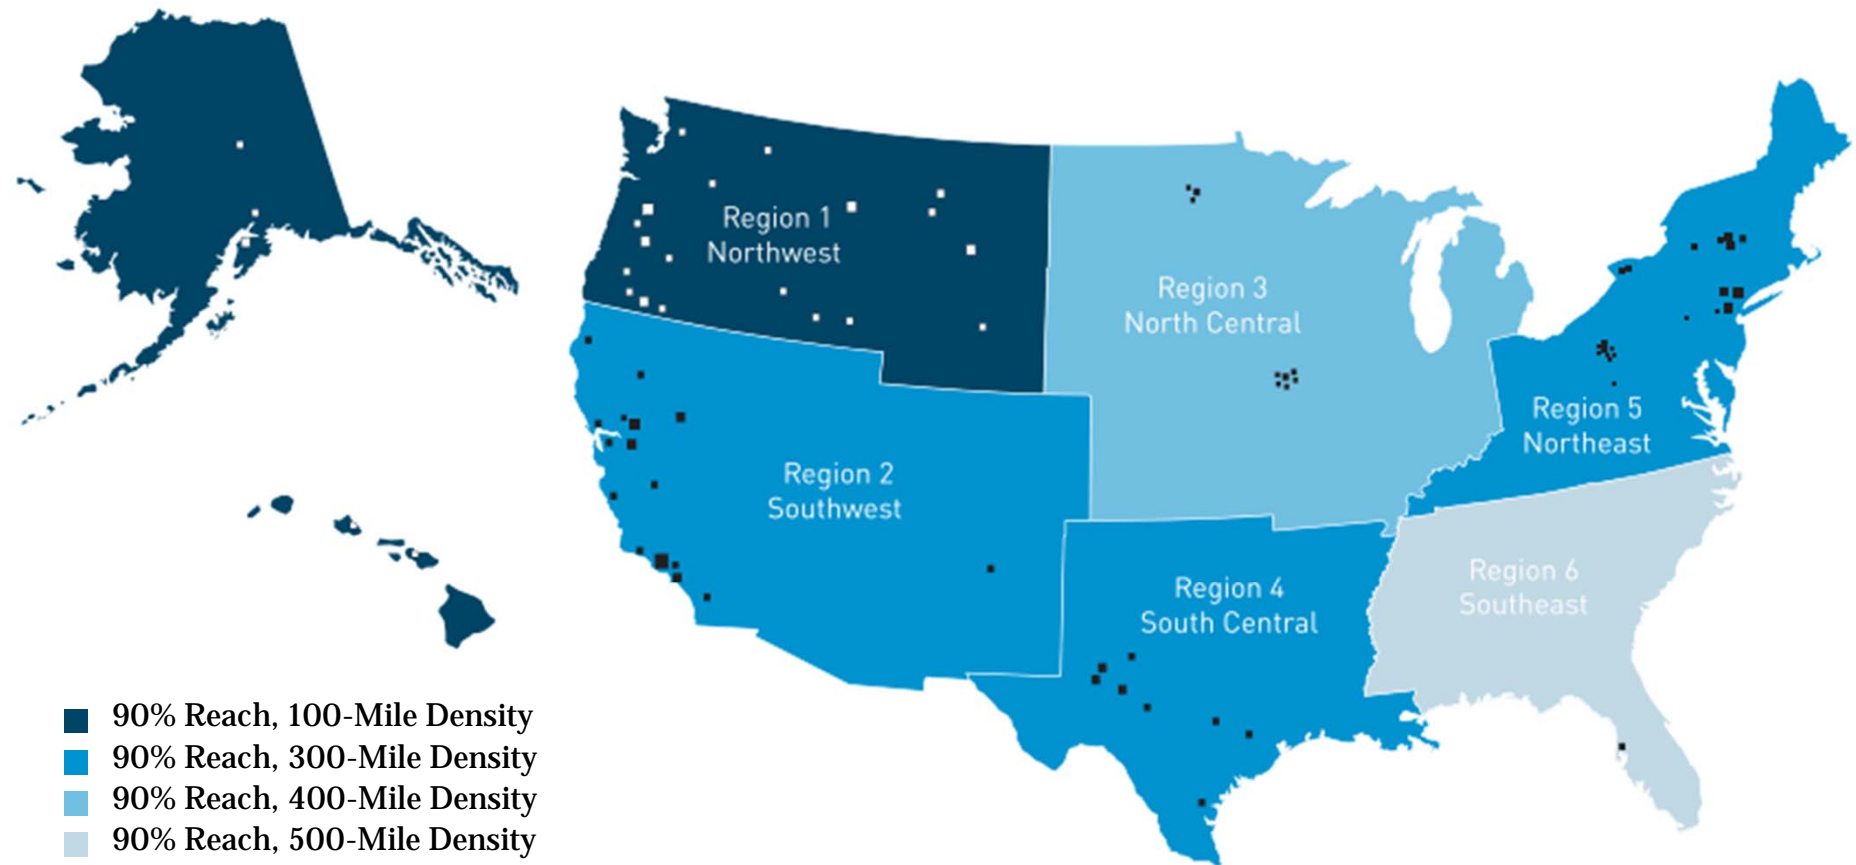 Region 1
Northwest
Region 3
North Central
Region 5
Northeast
Region 2
Southwest
Region 4
South Central
Region 6
Southeast
90% Reach, 100-Mile Density
90% Reach, 300-Mile Density
90% Reach, 400-Mile Density
90% Reach, 500-Mile Density